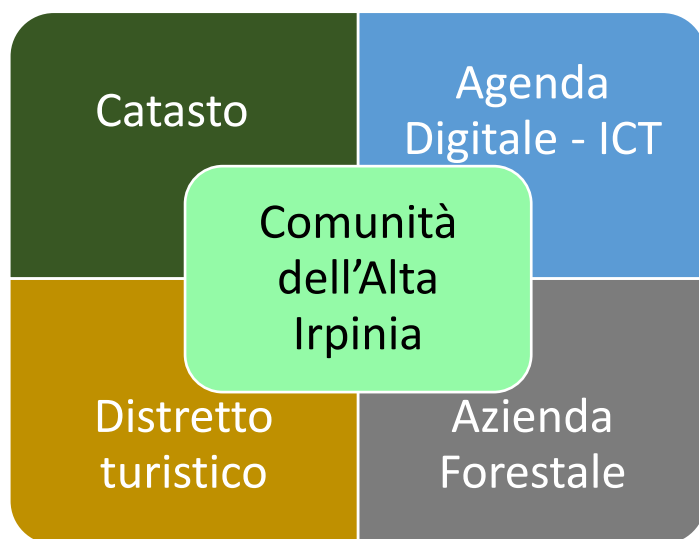 Catasto
Agenda
Digitale - ICT
Comunità
dell’Alta
Irpinia
Distretto
turistico
Azienda
Forestale